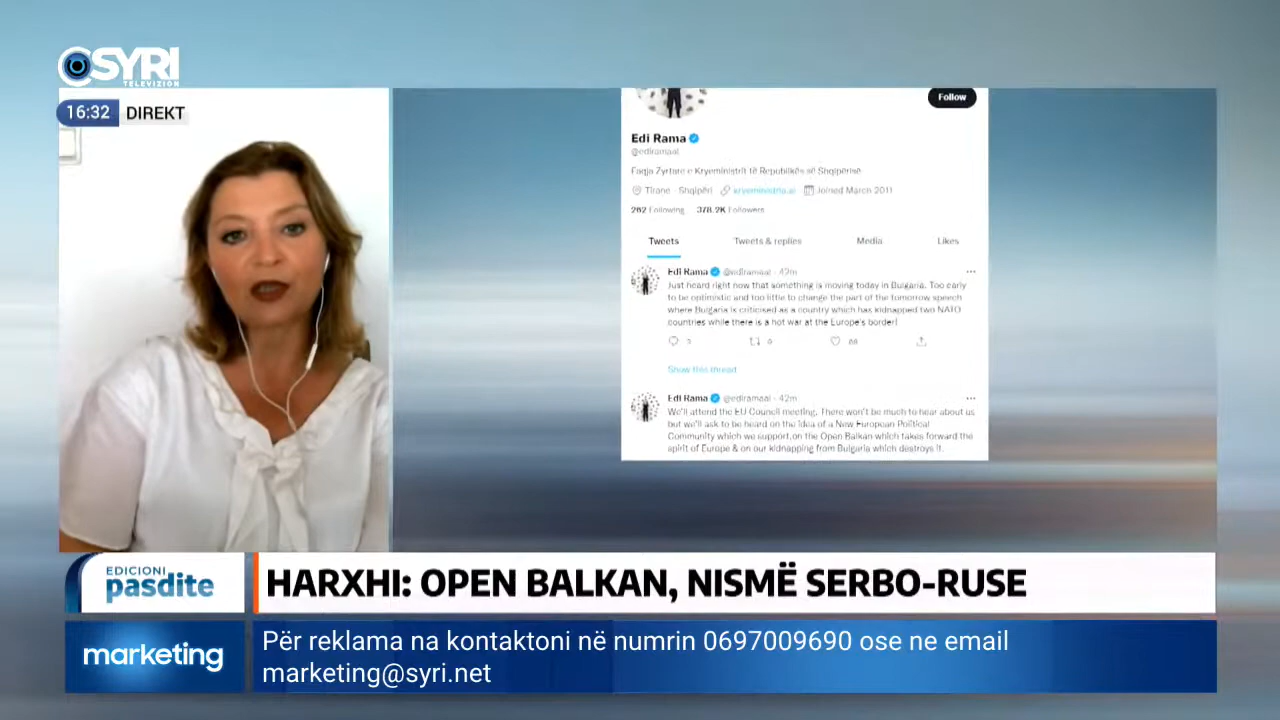 SYRI
TELEVIZION
16:32 DIREKT
Follow
Edi Rama
@ediramaal
Faqja Zyrtare e Kryeministrit të Republikës së Shqipërisë
Tirane - Shqipëri kryeministria.al Joined March 2011
262 Following 378.2K Followers
Tweets Tweets & replies Media Likes
Edi Rama @ediramaal · 42m
Just heard right now that something is moving today in Bulgaria. Too early
to be optimistic and too little to change the part of the tomorrow speech
where Bulgaria is criticised as a country which has kidnapped two NATO
countries while there is a hot war at the Europe's border!
Show this thread
Edi Rama @ediramaal · 42m
We'll attend the EU Council meeting. There won't be much to hear about us
but we'll ask to be heard on the idea of a New European Political
Community which we support,on the Open Balkan which takes forward the
spirit of Europe & on our kidnapping from Bulgaria which destroys it.
EDICIONI
pasdite
HARXHI: OPEN BALKAN, NISMË SERBO-RUSE
marketing
Për reklama na kontaktoni në numrin 0697009690 ose ne email
marketing@syri.net